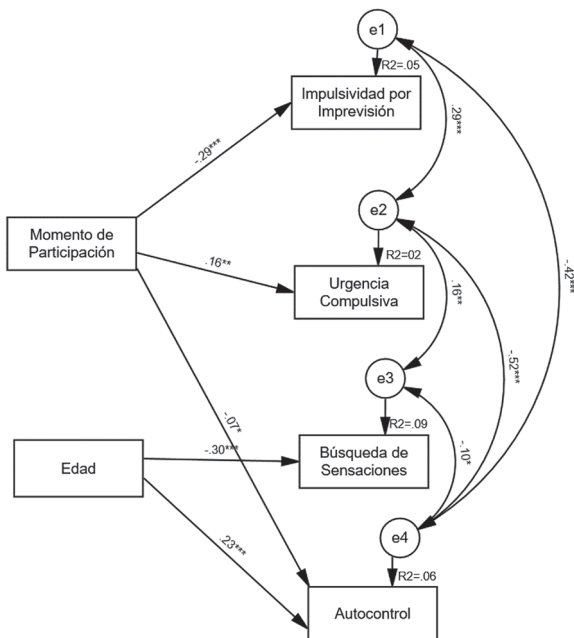 e1
R2=.05
Impulsividad por
Imprevisión
-.29***
.29***
e2
Momento de
Participación
R2=02
.16**
Urgencia
Compulsiva
.16**
-.42***
-.52***
e3
R2=.09
-.07*
Edad
-.30***
Búsqueda de
Sensaciones
-.10*
.23***
e4
R2=.06
Autocontrol